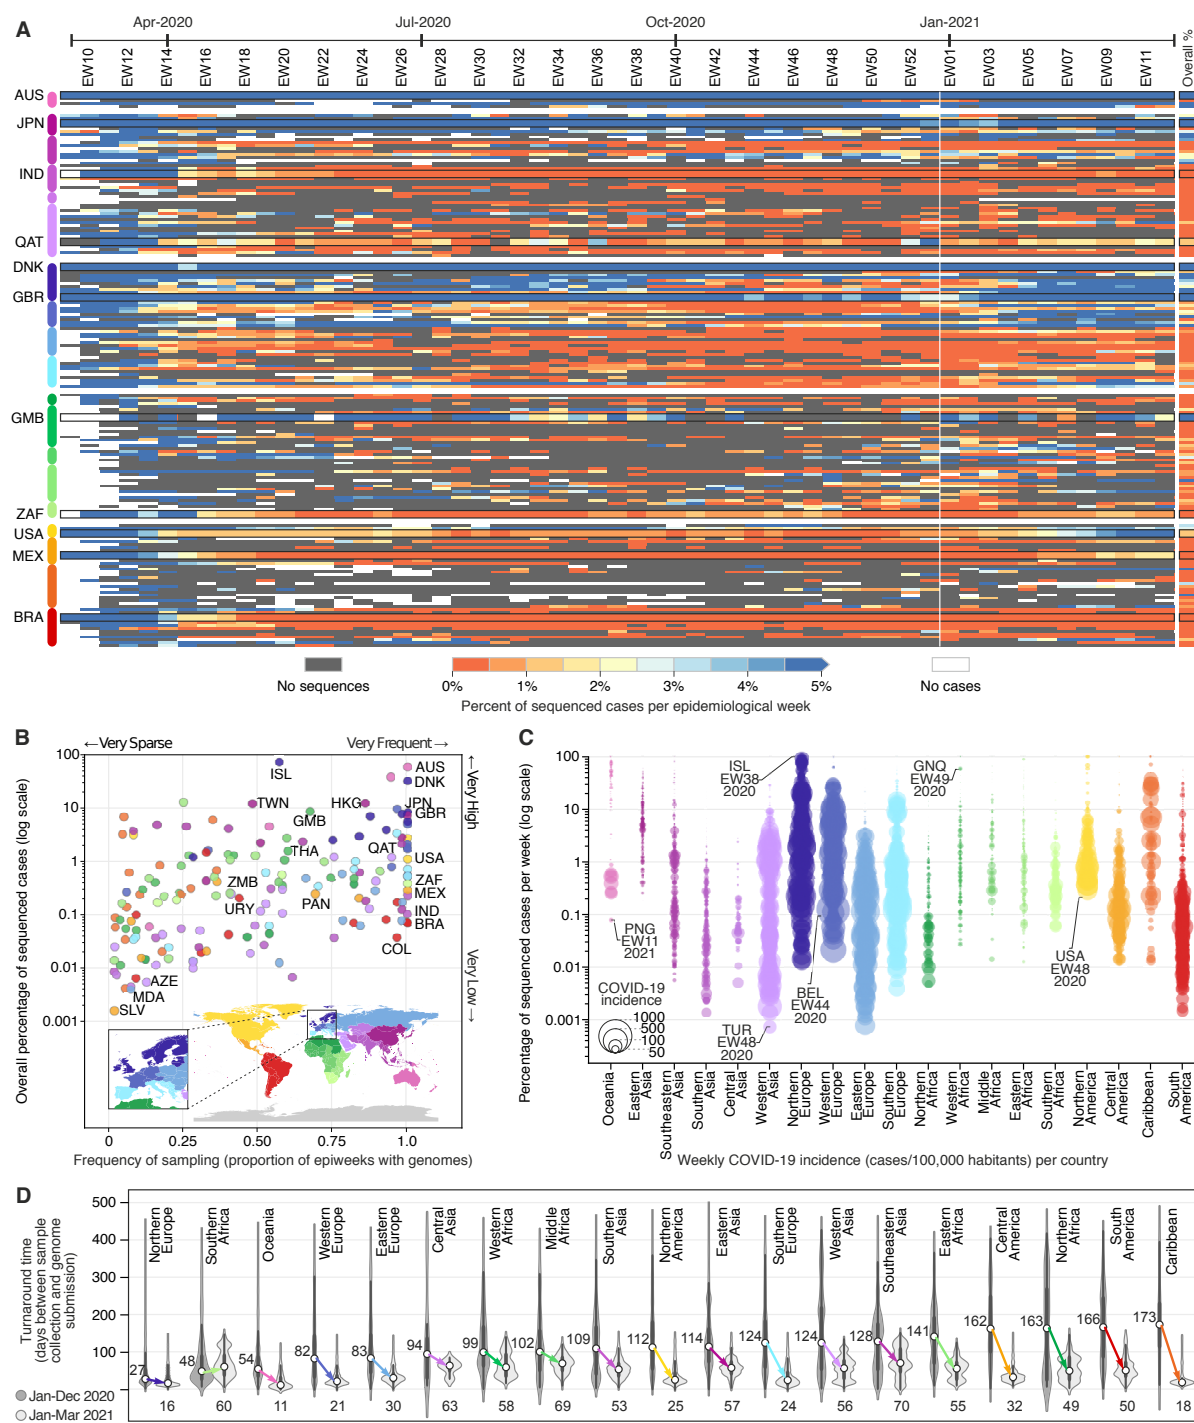 A
Apr-2020
Jul-2020
Oct-2020
Jan-2021
EW10
EW12
EW14
EW16
EW18
EW20
EW22
EW24
EW26
EW28
EW30
EW32
EW34
EW36
EW38
EW40
EW42
EW44
EW46
EW48
EW50
EW52
EW01
EW03
EW05
EW07
EW09
EW11
Overall %
AUS
JPN
IND
QAT
DNK
GBR
GMB
ZAF
USA
MEX
BRA
No sequences
0%
1%
2%
3%
4%
5%
No cases
Percent of sequenced cases per epidemiological week
B
←Very Sparse
Very Frequent →
Overall percentage of sequenced cases (log scale)
100
10
1
0.1
0.01
0.001
ISL
AUS
DNK
TWN
HKG
JPN
GBR
GMB
THA
QAT
USA
ZMB
ZAF
MEX
URY
PAN
IND
BRA
COL
AZE
MDA
SLV
←Very Low
Very High →
0
0.25
0.50
0.75
1.0
Frequency of sampling (proportion of epiweeks with genomes)
C
Percentage of sequenced cases per week (log scale)
100
10
1
0.1
0.01
0.001
ISL
EW38
2020
GNQ
EW49
2020
PNG
EW11
2021
BEL
EW44
2020
USA
EW48
2020
TUR
EW48
2020
COVID-19
incidence
1000
500
100
50
Oceania
Eastern
Asia
Southeastern
Asia
Southern
Asia
Central
Asia
Western
Asia
Northern
Europe
Western
Europe
Eastern
Europe
Southern
Europe
Northern
Africa
Western
Africa
Middle
Africa
Eastern
Africa
Southern
Africa
Northern
America
Central
America
Caribbean
South
America
Weekly COVID-19 incidence (cases/100,000 habitants) per country
D
Turnaround time
(days between sample
collection and genome
submission)
500
400
300
200
100
Northern
Europe
Southern
Africa
Oceania
Western
Europe
Eastern
Europe
Central
Asia
Western
Africa
Middle
Africa
Southern
Asia
Northern
America
Eastern
Asia
Southern
Europe
Western
Asia
Southeastern
Asia
Eastern
Africa
Central
America
Northern
Africa
South
America
Caribbean
27
48
54
82
83
94
99
102
109
112
114
124
124
128
141
162
163
166
173
Jan-Dec 2020
Jan-Mar 2021
16
60
11
21
30
63
58
69
53
25
57
24
56
70
55
32
49
50
18